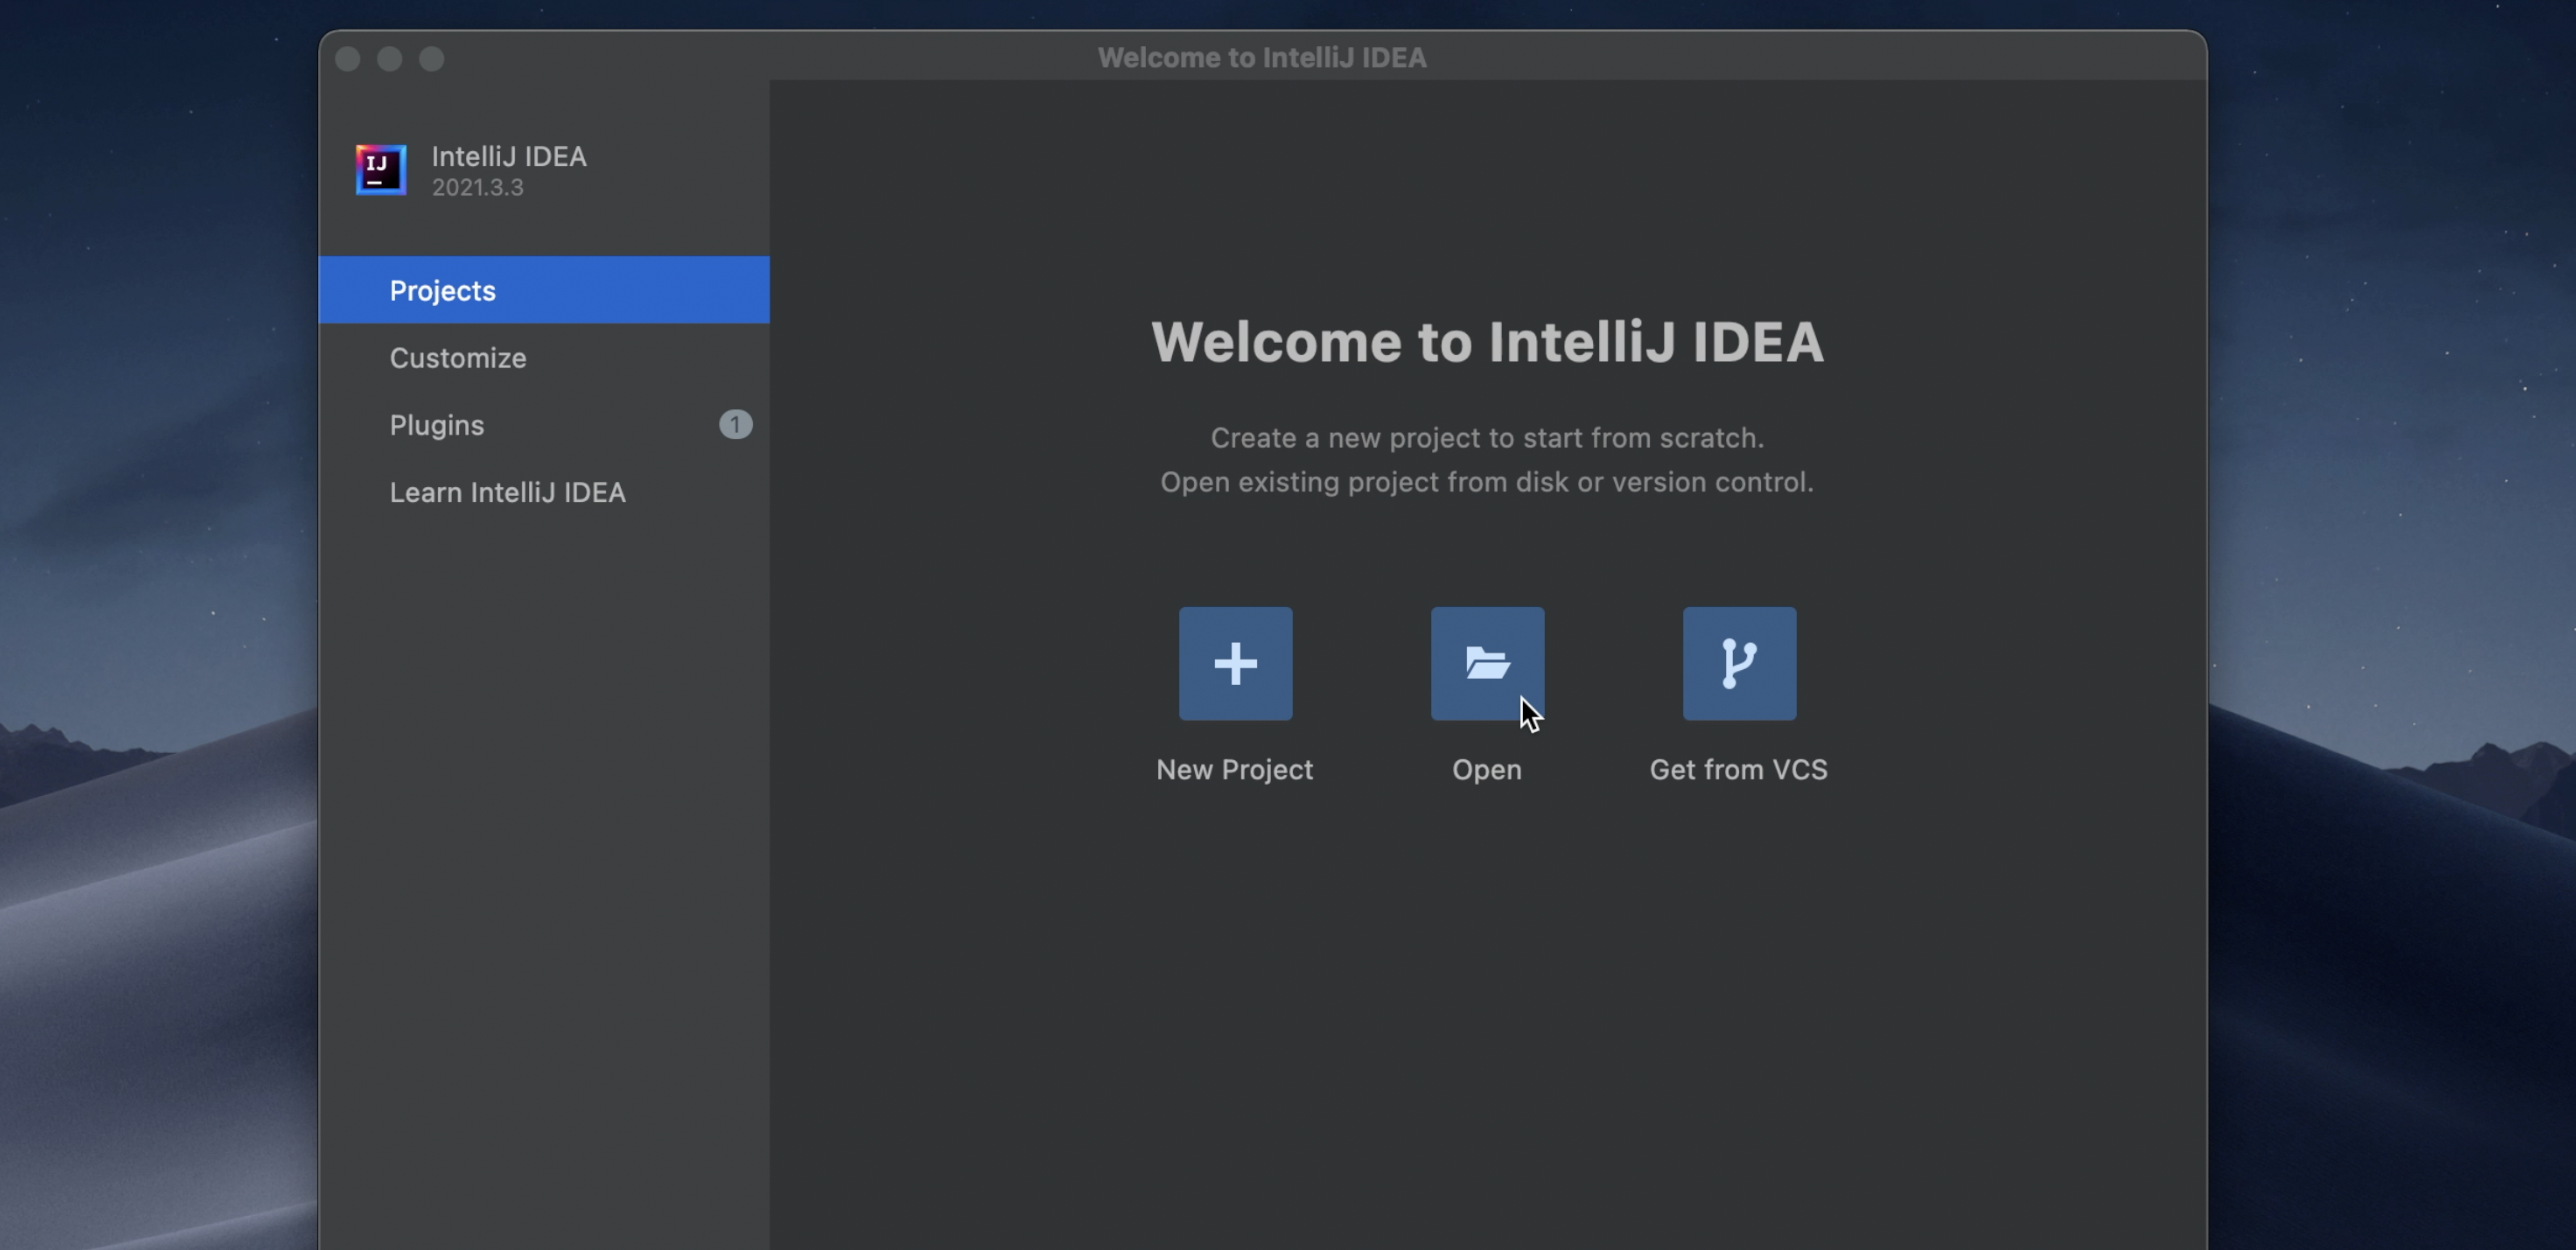 Welcome to IntelliJ IDEA
IJ
IntelliJ IDEA
2021.3.3
Projects
Customize
Plugins 1
Learn IntelliJ IDEA
Welcome to IntelliJ IDEA
Create a new project to start from scratch.
Open existing project from disk or version control.
New Project
Open
Get from VCS